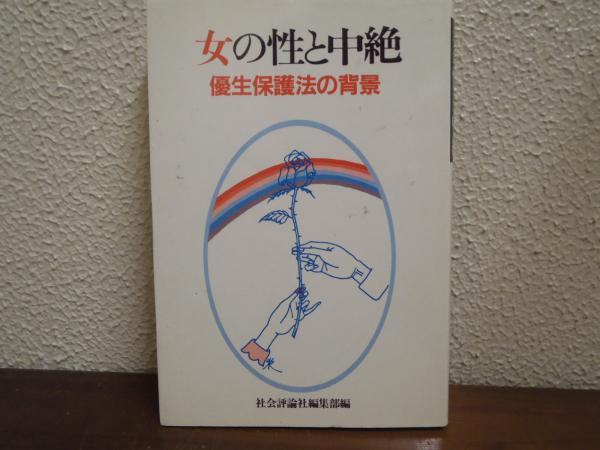 女の性と中絶
優生保護法の背景
社会評論社編集部編